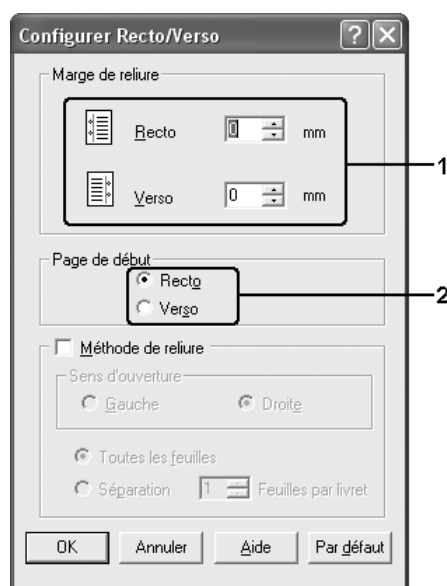 Configurer Recto/Verso
Marge de reliure
Recto 0 mm
1
Verso 0 mm
Page de début
Recto
2
Verso
Méthode de reliure
Sens d'ouverture
Gauche Droite
Toutes les feuilles
Séparation 1 Feuilles par livret
OK Annuler Aide Par défaut